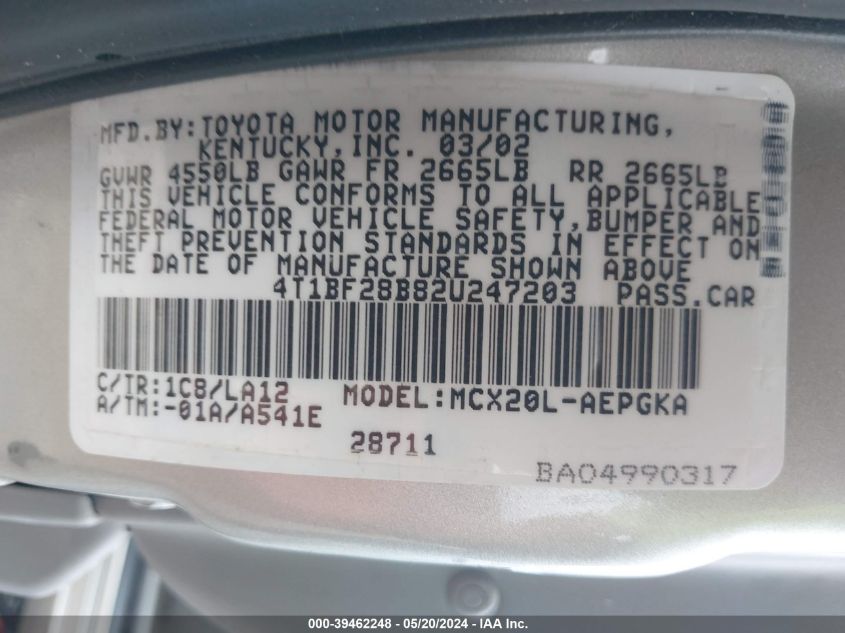 MFD.BY:TOYOTA MOTOR MANUFACTURING,
KENTUCKY,INC. 03/02
GVWR 4550LB GAWR FR 2665LB RR 2665LB
THIS VEHICLE CONFORMS TO ALL APPLICABLE
FEDERAL MOTOR VEHICLE SAFETY,BUMPER AND
THEFT PREVENTION STANDARDS IN EFFECT ON
THE DATE OF MANUFACTURE SHOWN ABOVE
4T1BF28B82U247203 PASS.CAR
C/TR:1C8/LA12 MODEL:MCX20L-AEPGKA
A/TM:-01A/A541E
28711
BA04990317
000-39462248 - 05/20/2024 - IAA Inc.